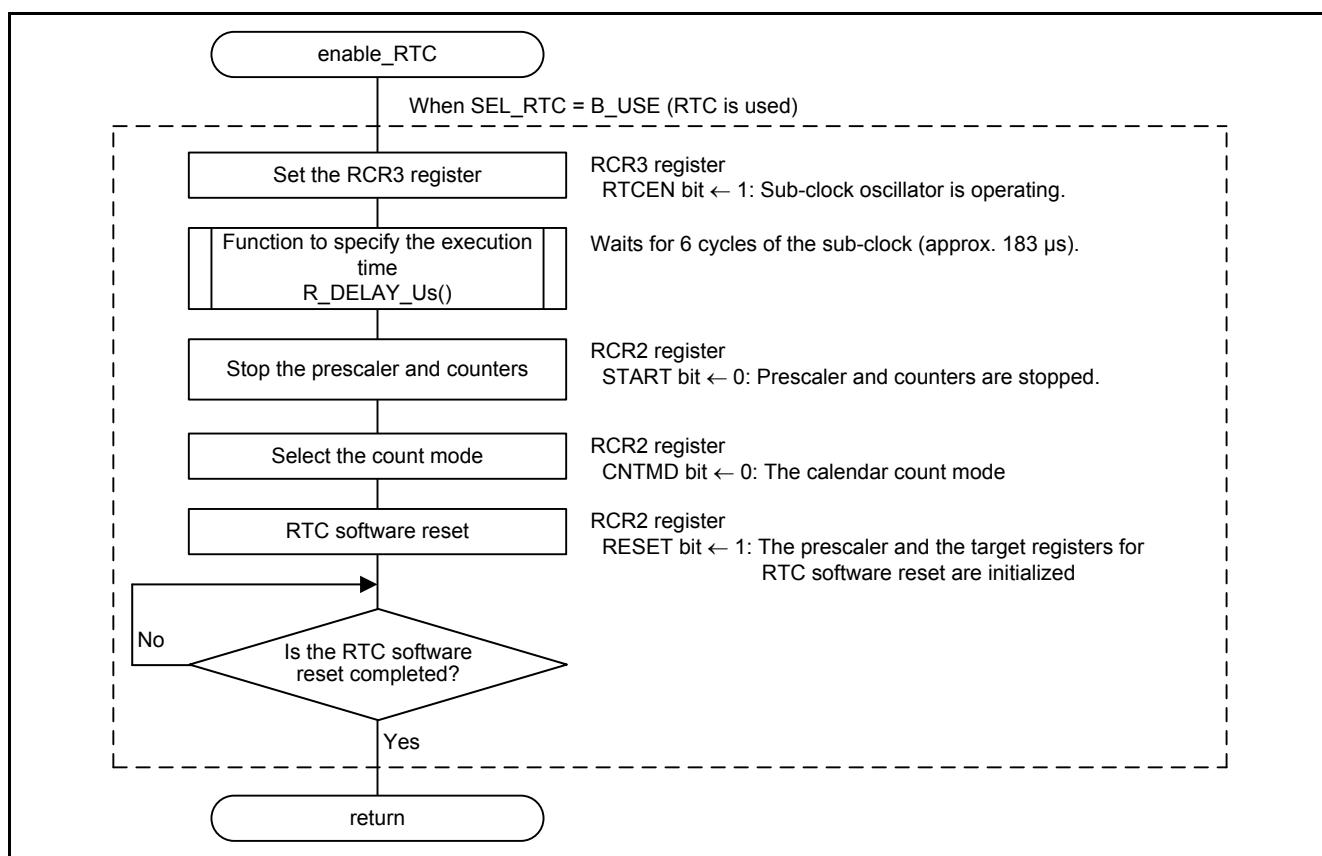 enable_RTC
When SEL_RTC = B_USE (RTC is used)
Set the RCR3 register
RCR3 register
RTCEN bit ← 1: Sub-clock oscillator is operating.
Function to specify the execution
time
R_DELAY_Us()
Waits for 6 cycles of the sub-clock (approx. 183 µs).
Stop the prescaler and counters
RCR2 register
START bit ← 0: Prescaler and counters are stopped.
Select the count mode
RCR2 register
CNTMD bit ← 0: The calendar count mode
RTC software reset
RCR2 register
RESET bit ← 1: The prescaler and the target registers for
RTC software reset are initialized
No
Is the RTC software
reset completed?
Yes
return